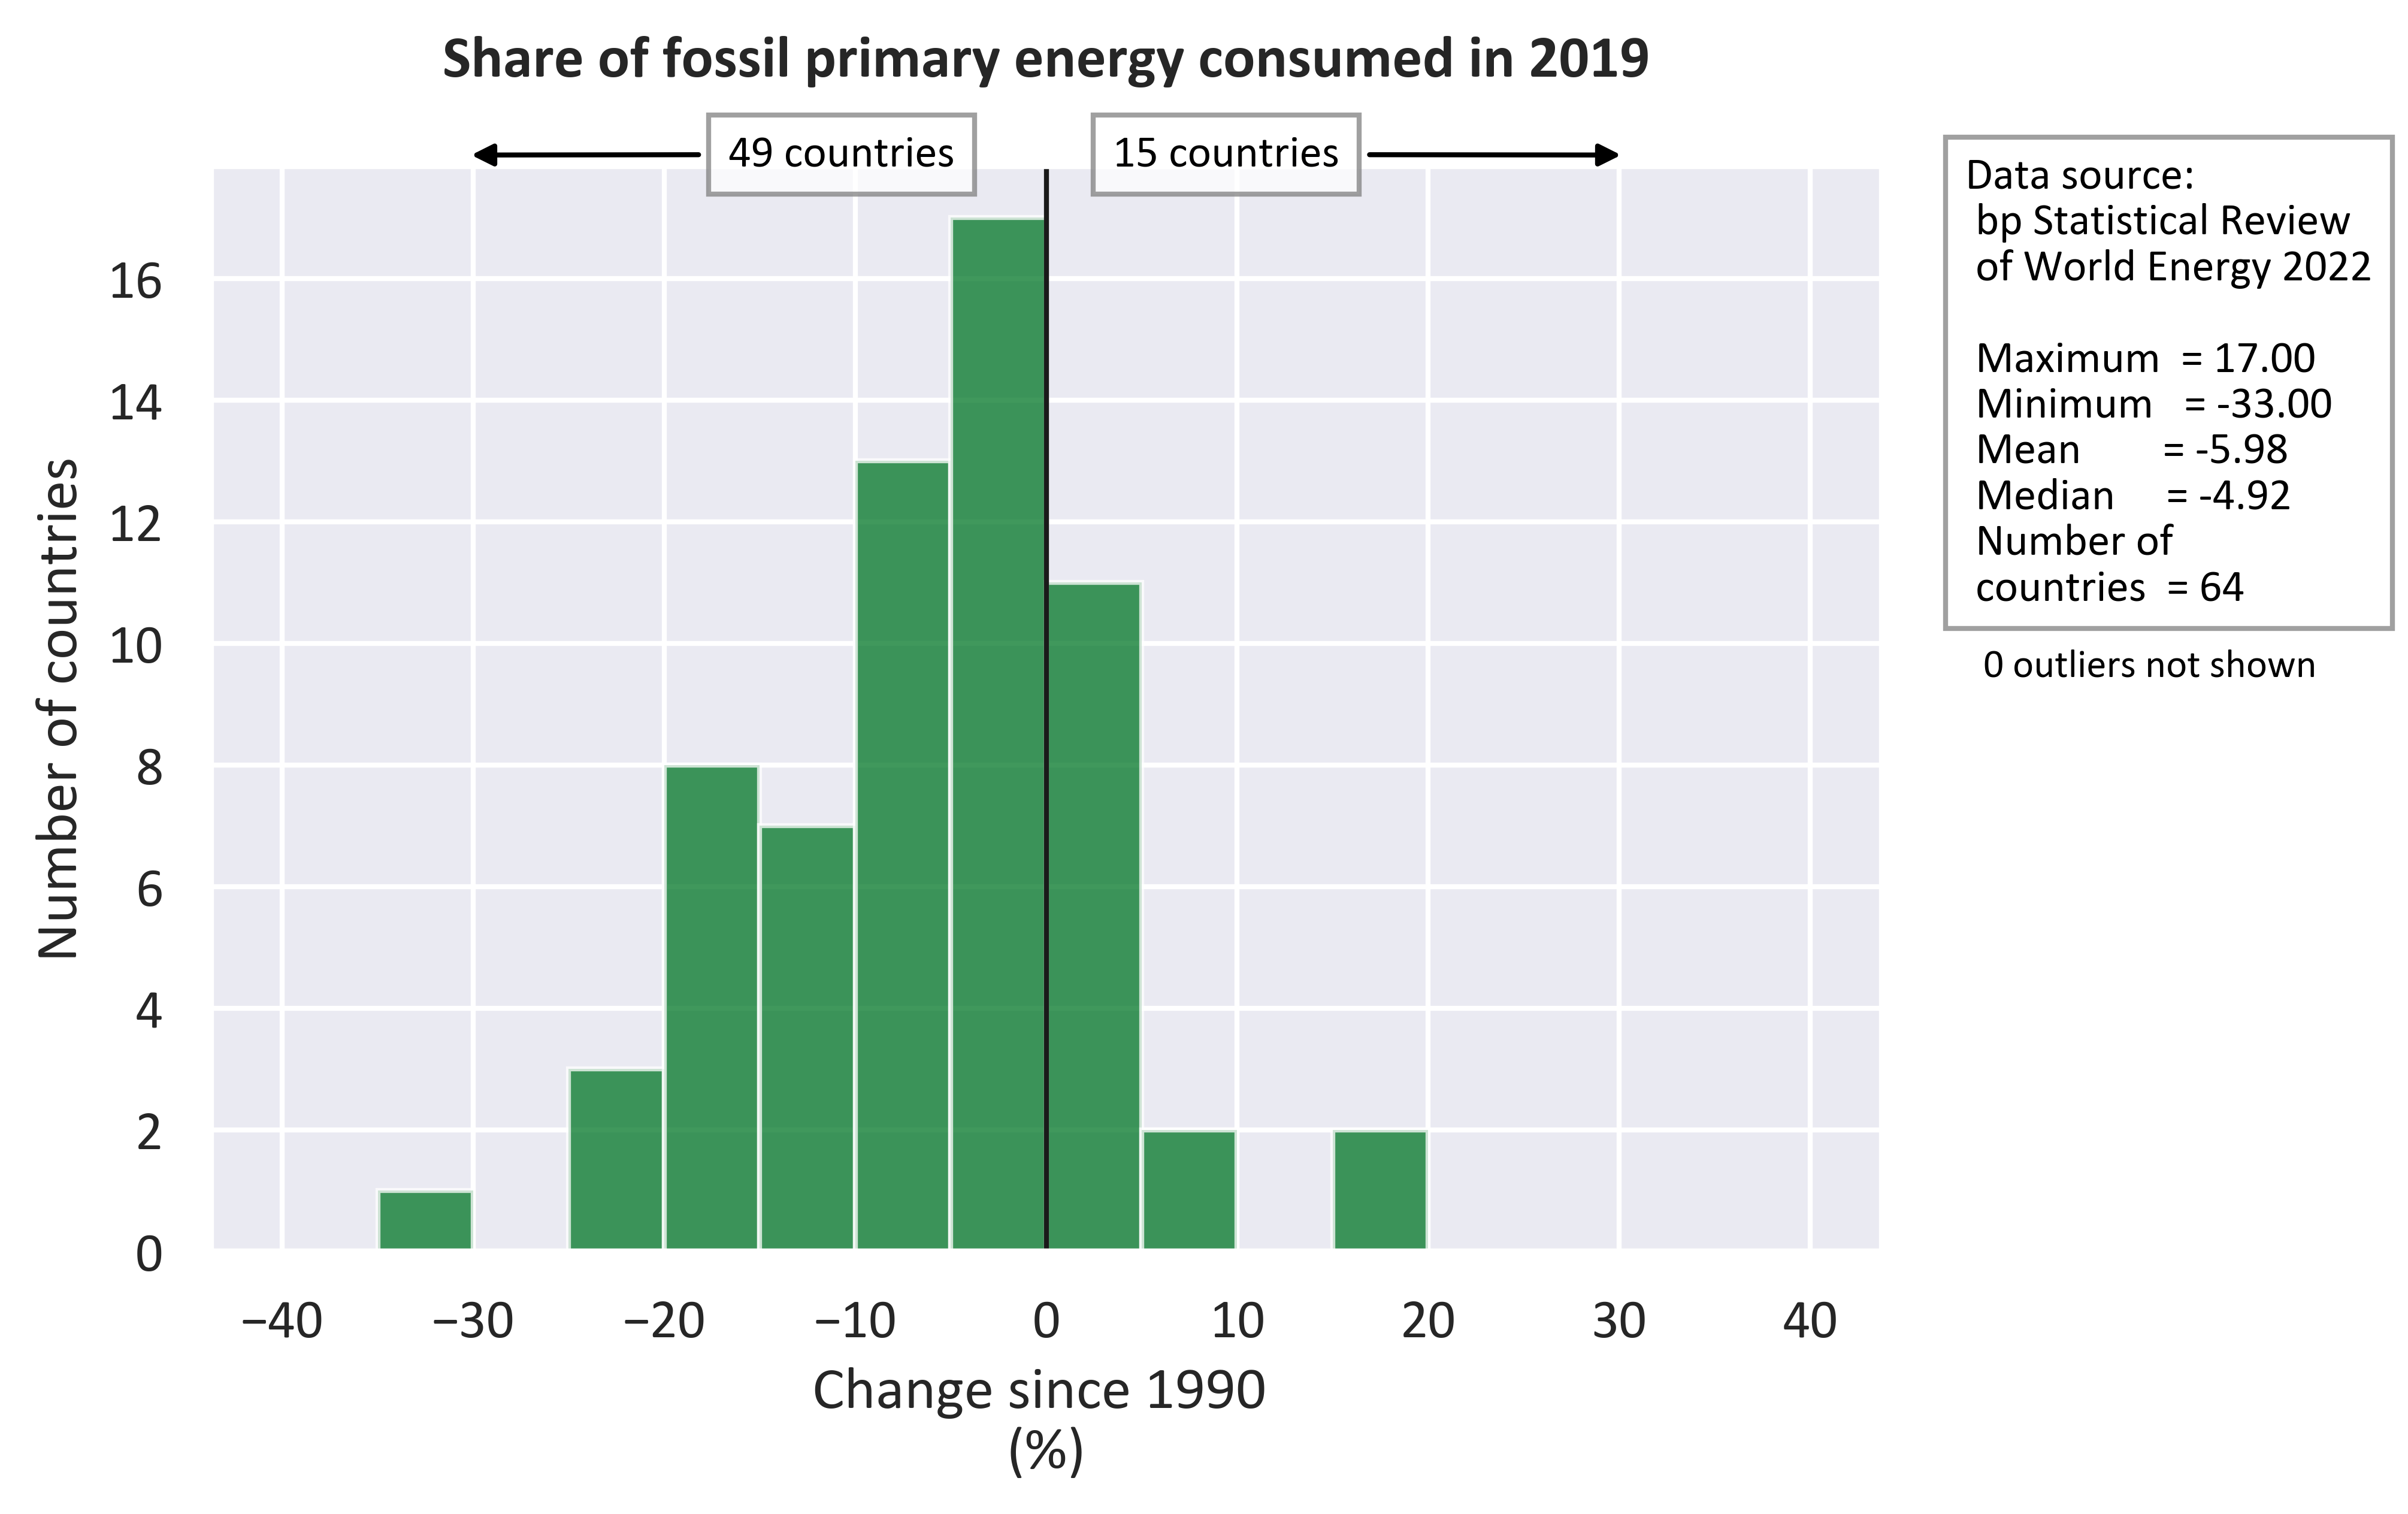 Share of fossil primary energy consumed in 2019
49 countries
15 countries
Data source:
bp Statistical Review
of World Energy 2022
Maximum = 17.00
Minimum = -33.00
Mean = -5.98
Median = -4.92
Number of
countries = 64
0 outliers not shown
Number of countries
16
14
12
10
8
6
4
2
0
−40 −30 −20 −10 0 10 20 30 40
Change since 1990
(%)